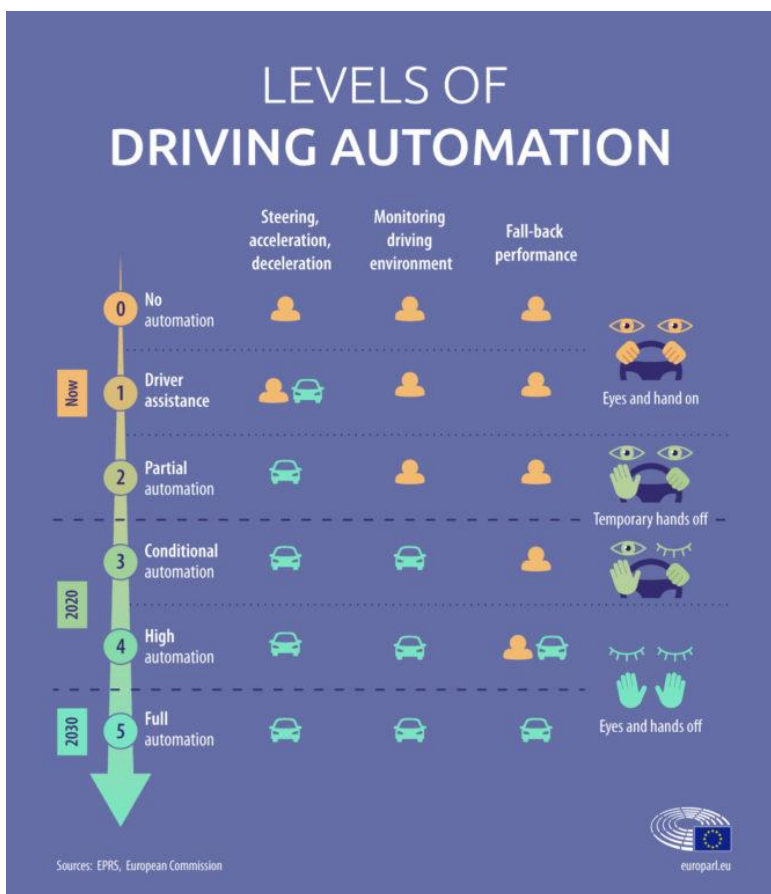 LEVELS OF
DRIVING AUTOMATION
Steering,
acceleration,
deceleration
Monitoring
driving
environment
Fall-back
performance
0
No
automation
Now
1
Driver
assistance
Eyes and hand on
2
Partial
automation
Temporary hands off
3
Conditional
automation
2020
4
High
automation
2030
5
Full
automation
Eyes and hands off
Sources: EPRS, European Commission
europarl.eu